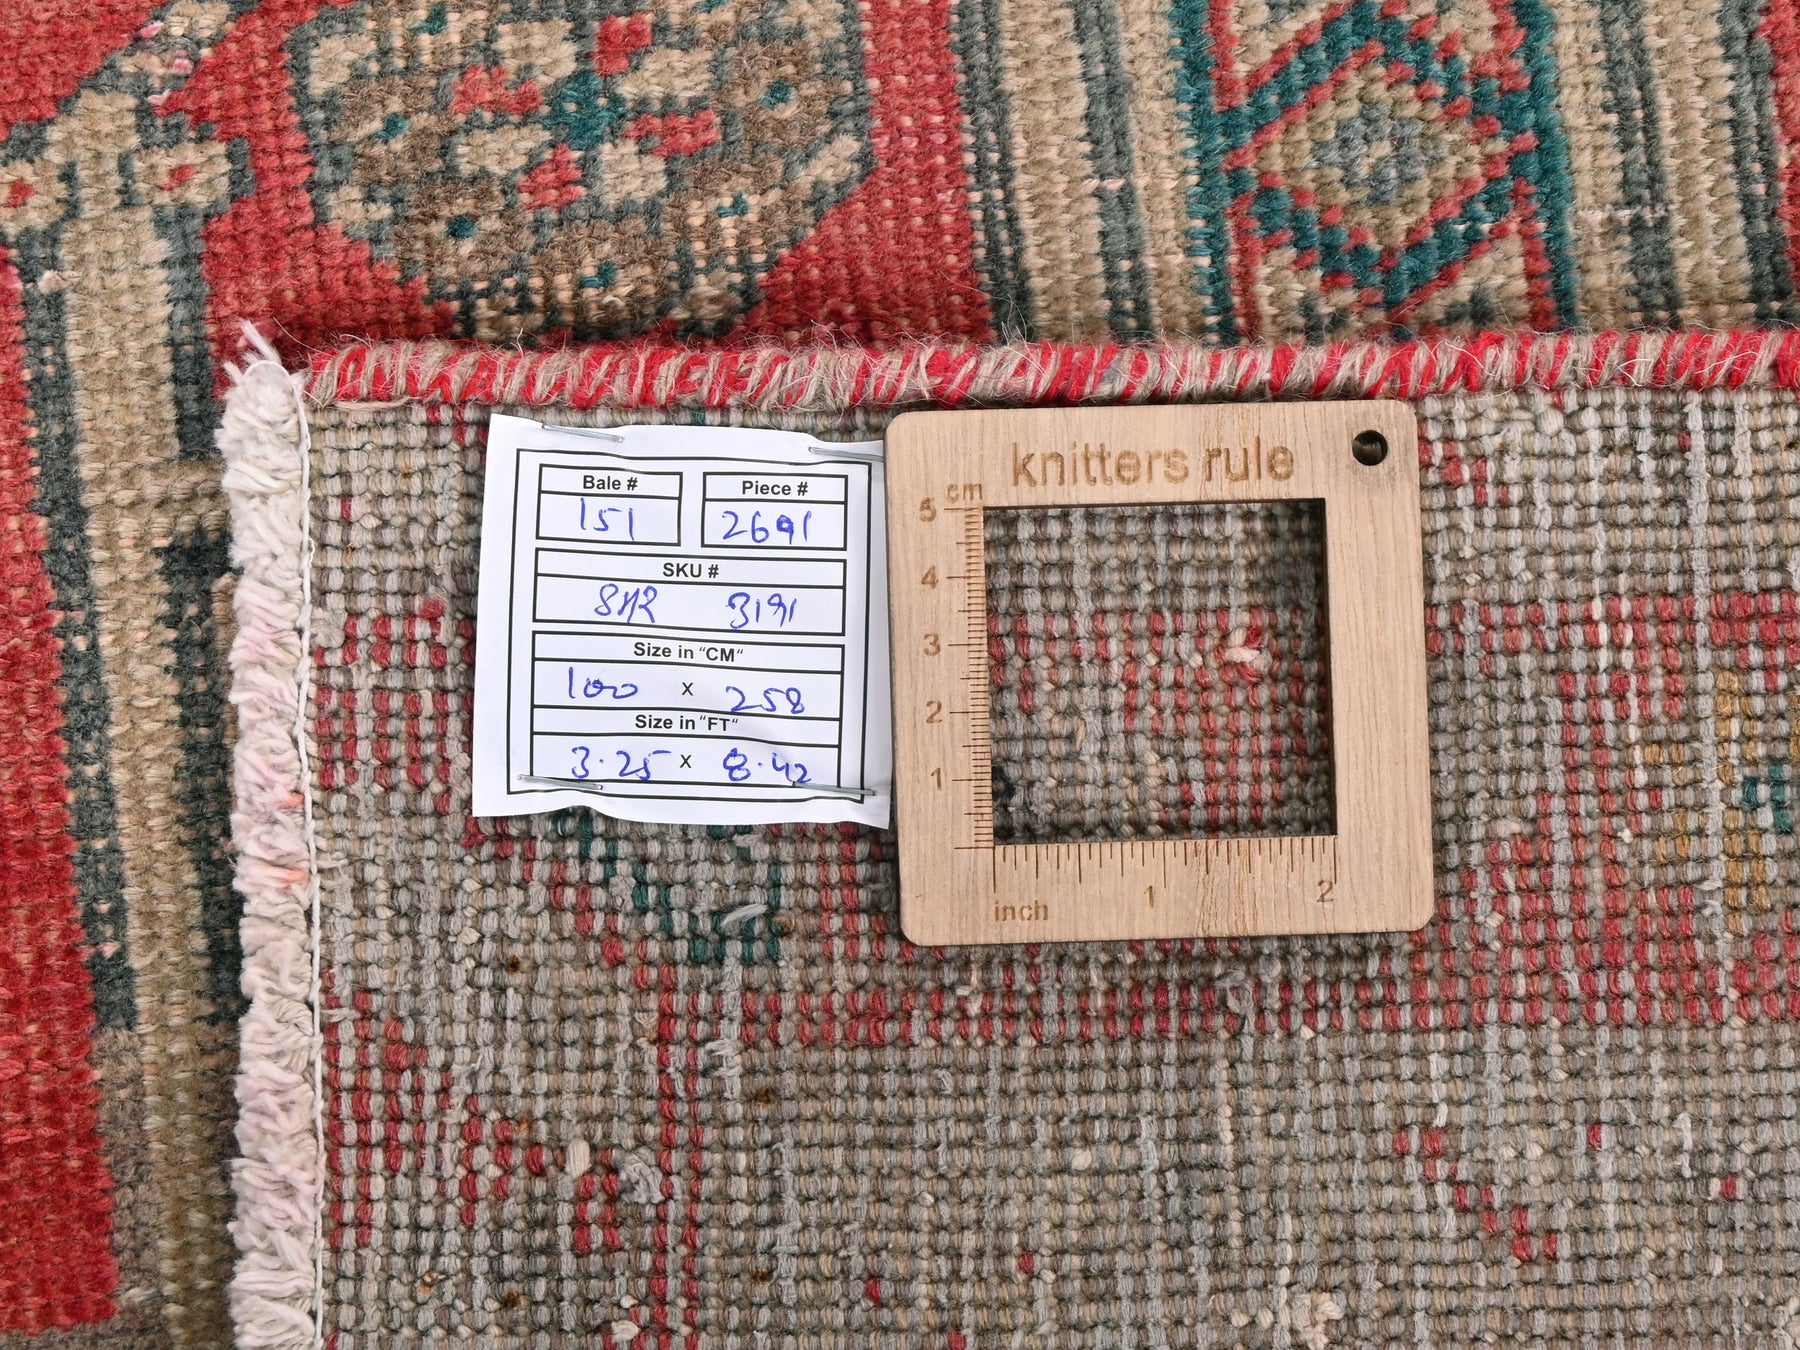 Bale # Piece #
151 2691
SKU #
3191
Size in "CM"
100 x 258
Size in "FT"
3.25 x 8.42
knitters rule
cm
5
4
3
2
1
inch 1 2